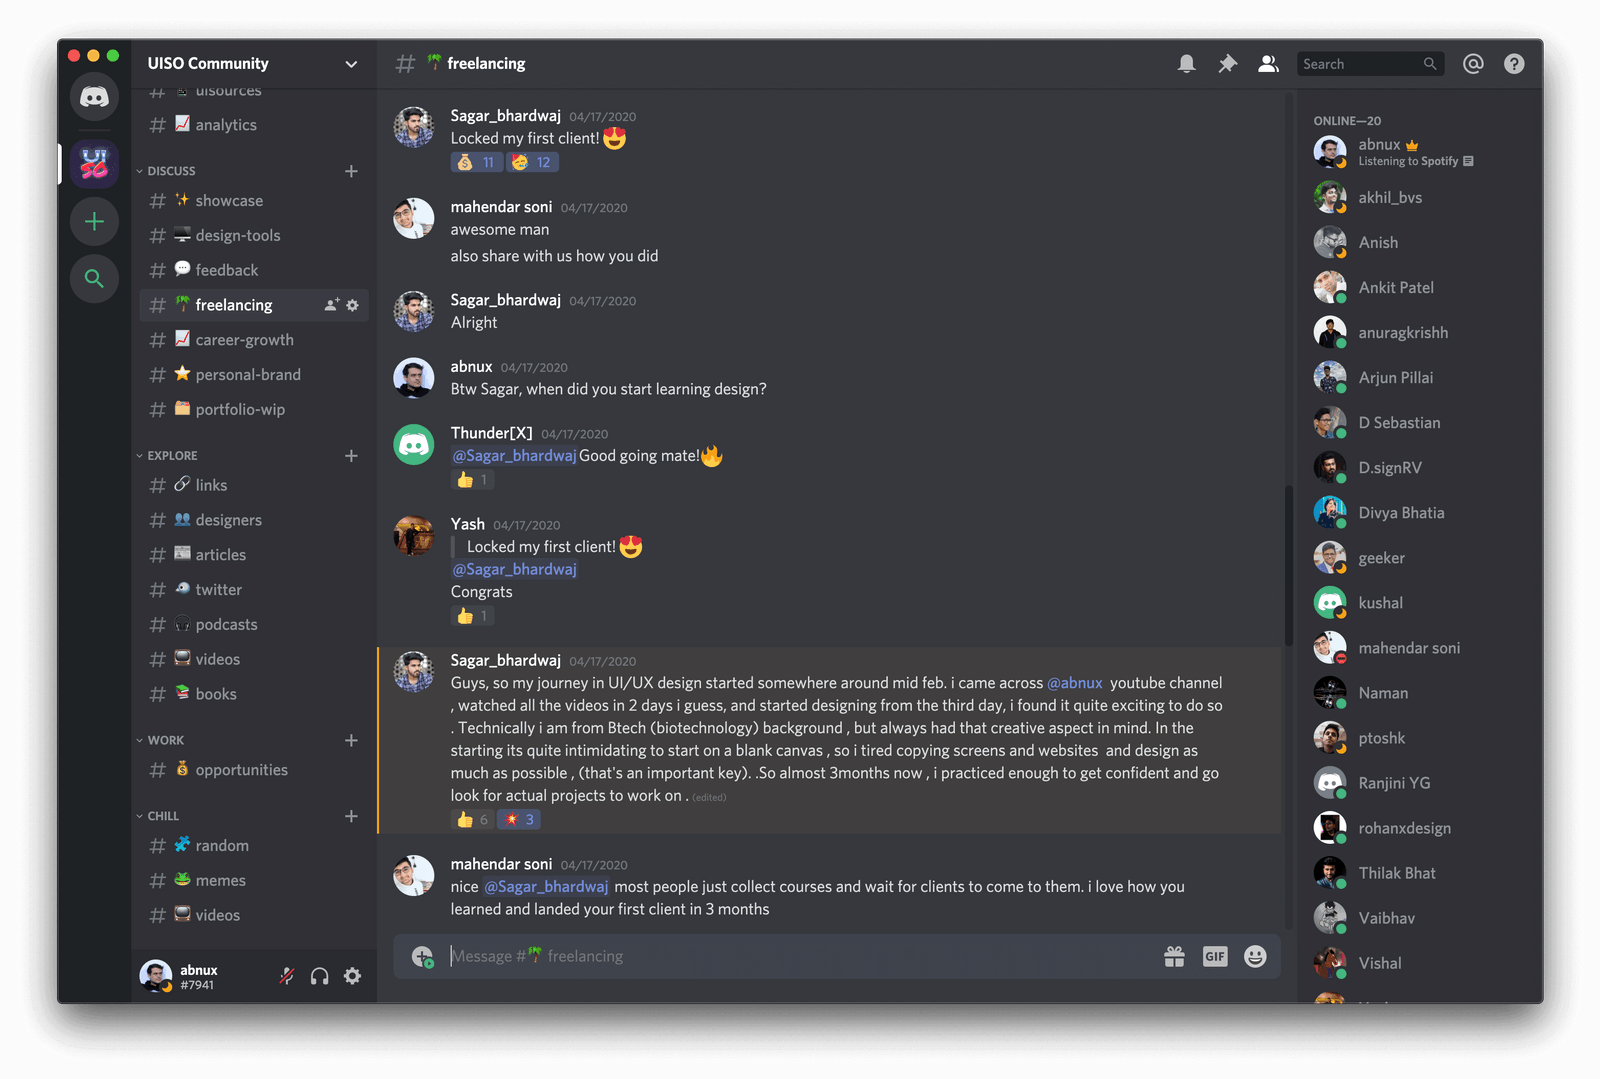 UISO Community
uisources
analytics
DISCUSS
showcase
design-tools
feedback
freelancing
career-growth
personal-brand
portfolio-wip
EXPLORE
links
designers
articles
twitter
podcasts
videos
books
WORK
opportunities
CHILL
random
memes
videos
abnux
#7941
freelancing
Search
Sagar_bhardwaj 04/17/2020
Locked my first client!😍
11 12
mahendar soni 04/17/2020
awesome man
also share with us how you did
Sagar_bhardwaj 04/17/2020
Alright
abnux 04/17/2020
Btw Sagar, when did you start learning design?
Thunder[X] 04/17/2020
@Sagar_bhardwaj Good going mate!🔥
👍 1
Yash 04/17/2020
Locked my first client!😍
@Sagar_bhardwaj
Congrats
👍 1
Sagar_bhardwaj 04/17/2020
Guys, so my journey in UI/UX design started somewhere around mid feb. i came across @abnux youtube channel
, watched all the videos in 2 days i guess, and started designing from the third day, i found it quite exciting to do so
. Technically i am from Btech (biotechnology) background , but always had that creative aspect in mind. In the
starting its quite intimidating to start on a blank canvas , so i tired copying screens and websites and design as
much as possible , (that's an important key). .So almost 3months now , i practiced enough to get confident and go
look for actual projects to work on . (edited)
👍 6 💥 3
mahendar soni 04/17/2020
nice @Sagar_bhardwaj most people just collect courses and wait for clients to come to them. i love how you
learned and landed your first client in 3 months
Message #🌴 freelancing
GIF
ONLINE—20
abnux
Listening to Spotify
akhil_bvs
Anish
Ankit Patel
anuragkrishh
Arjun Pillai
D Sebastian
D.signRV
Divya Bhatia
geeker
kushal
mahendar soni
Naman
ptoshk
Ranjini YG
rohanxdesign
Thilak Bhat
Vaibhav
Vishal